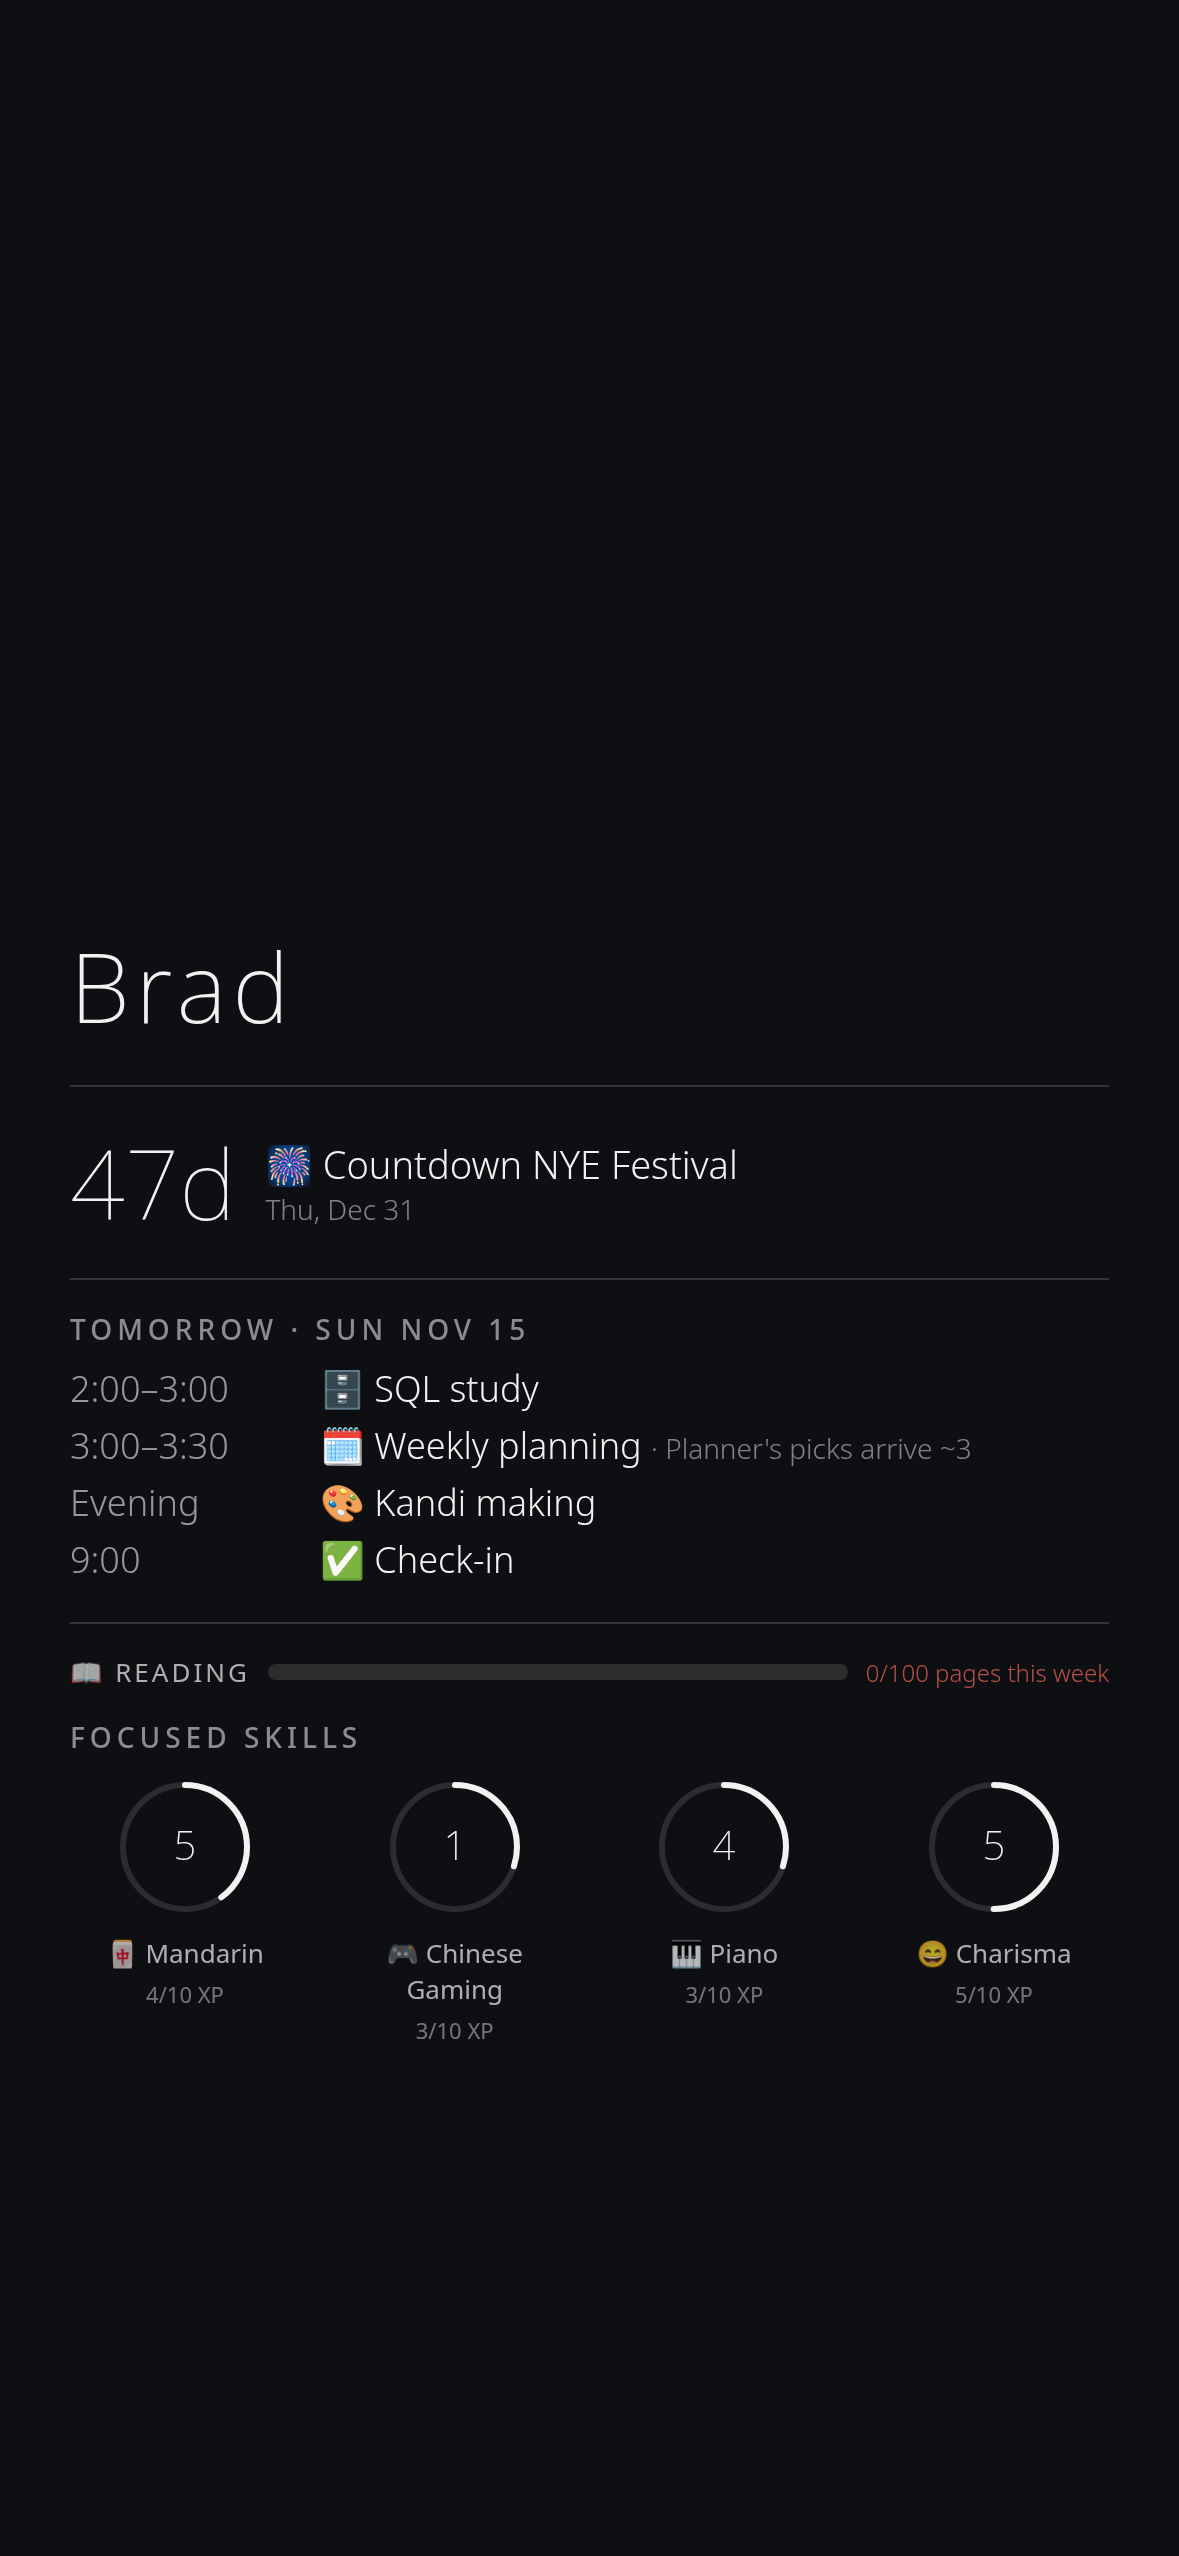 Brad
47d
🎆 Countdown NYE Festival
Thu, Dec 31
TOMORROW · SUN NOV 15
2:00–3:00 🗄️ SQL study
3:00–3:30 🗓️ Weekly planning · Planner's picks arrive ~3
Evening 🎨 Kandi making
9:00 ✅ Check-in
📖 READING 0/100 pages this week
FOCUSED SKILLS
5 1 4 5
🀄 Mandarin 🎮 Chinese Gaming 🎹 Piano 😄 Charisma
4/10 XP 3/10 XP 3/10 XP 5/10 XP